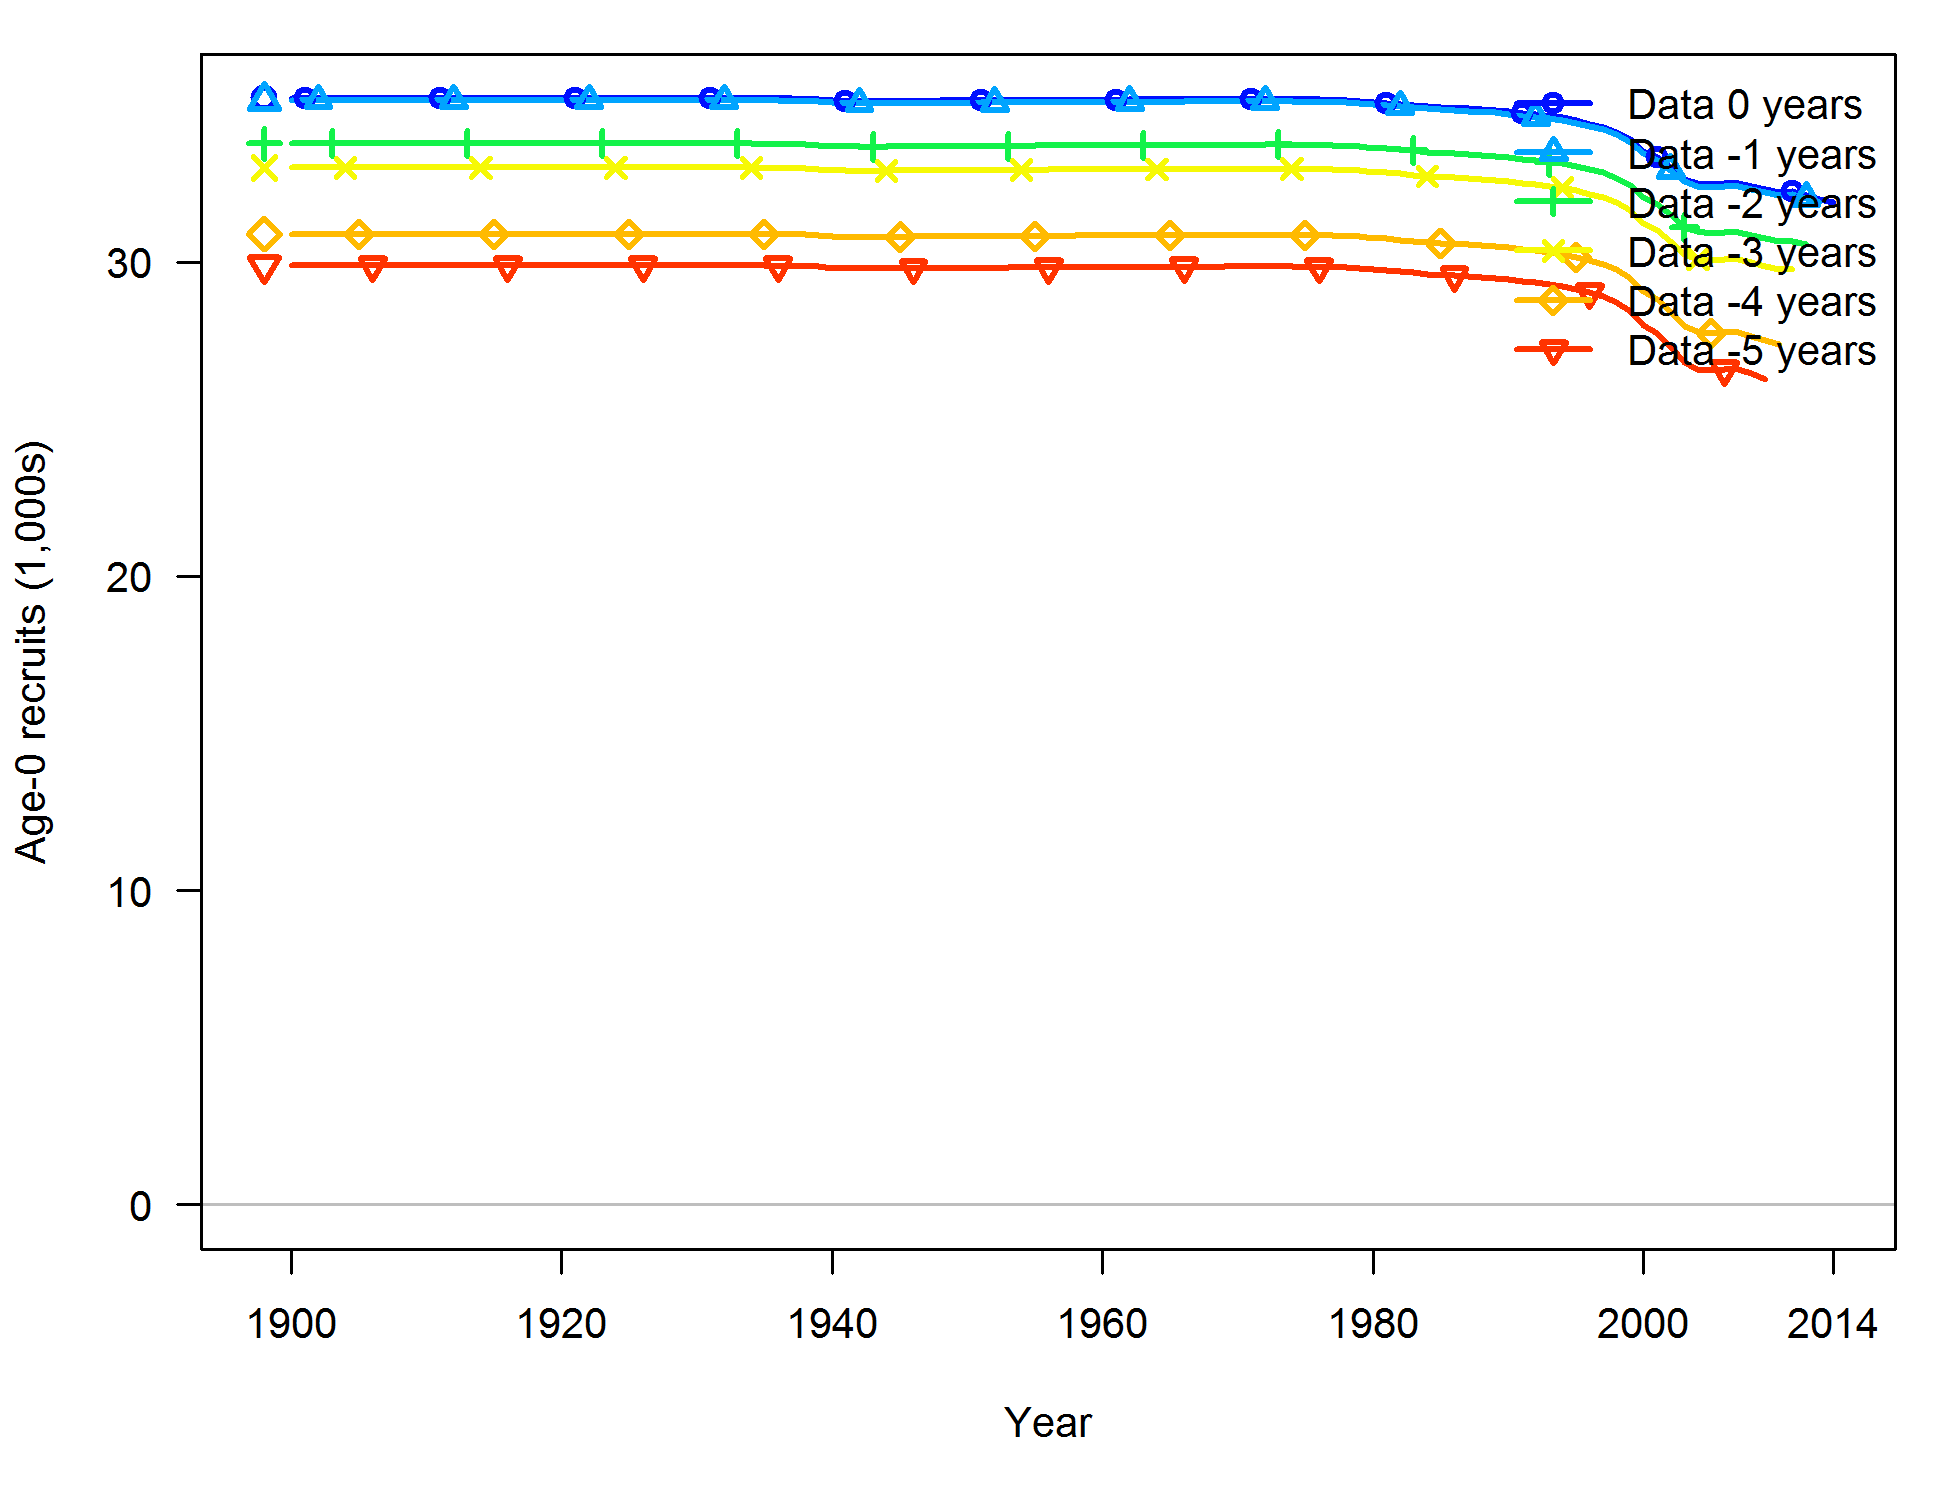 Data 0 years
Data -1 years
Data -2 years
Data -3 years
Data -4 years
Data -5 years
30
20
10
0
Age-0 recruits (1,000s)
1900 1920 1940 1960 1980 2000 2014
Year